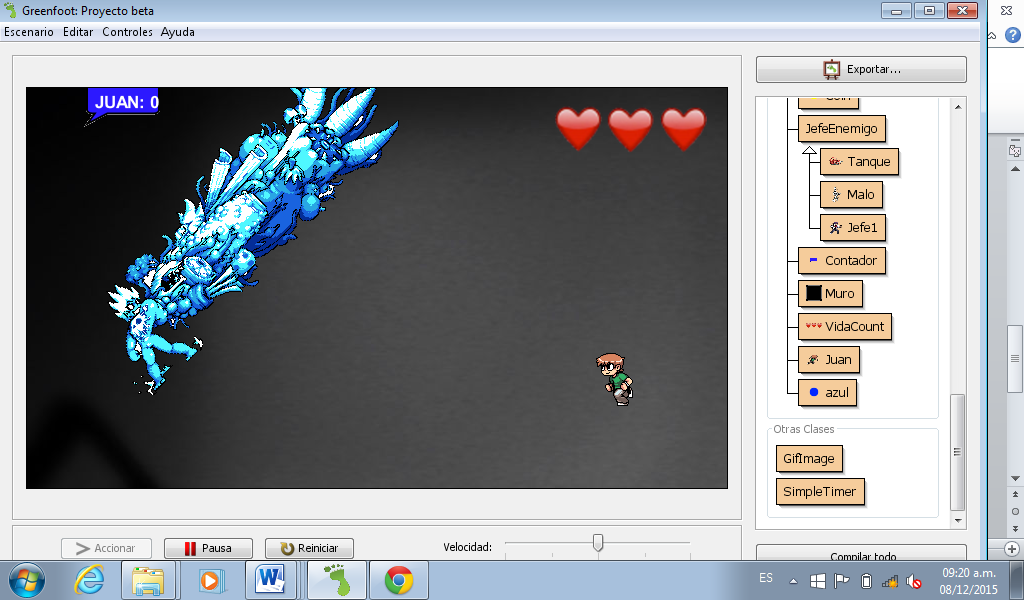 Greenfoot: Proyecto beta
Escenario Editar Controles Ayuda
JUAN: 0
Exportar...
JefeEnemigo
Tanque
Malo
Jefe1
Contador
Muro
VidaCount
Juan
azul
Otras Clases
GifImage
SimpleTimer
Accionar
Pausa
Reiniciar
Velocidad:
Compilar todo
ES
09:20 a.m.
08/12/2015